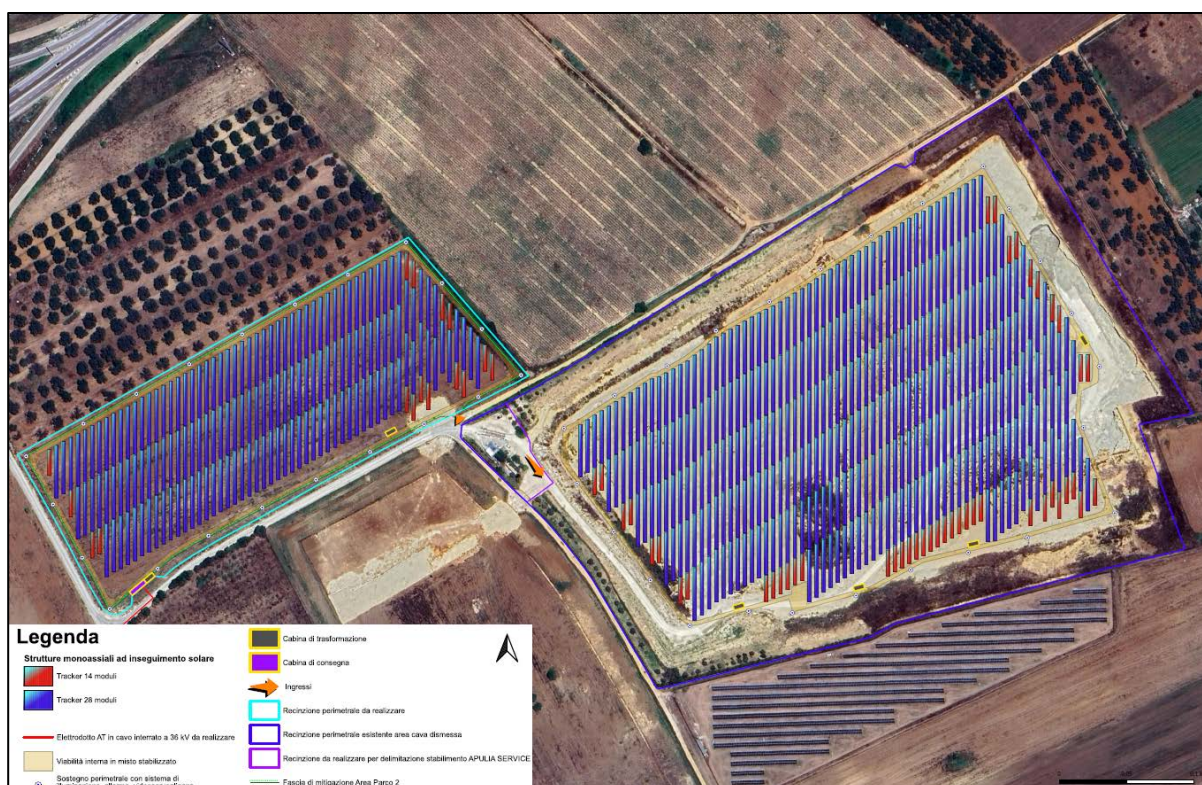 Legenda
Strutture monoassiali ad inseguimento solare
Tracker 14 moduli
Tracker 28 moduli
Elettrodotto AT in cavo interrato a 36 kV da realizzare
Viabilità interna in misto stabilizzato
Sostegno perimetrale con sistema di
Cabina di trasformazione
Cabina di consegna
Ingressi
Recinzione perimetrale da realizzare
Recinzione perimetrale esistente area cava dismessa
Recinzione da realizzare per delimitazione stabilimento APULIA SERVICE
Fascia di mitigazione Area Parco 2